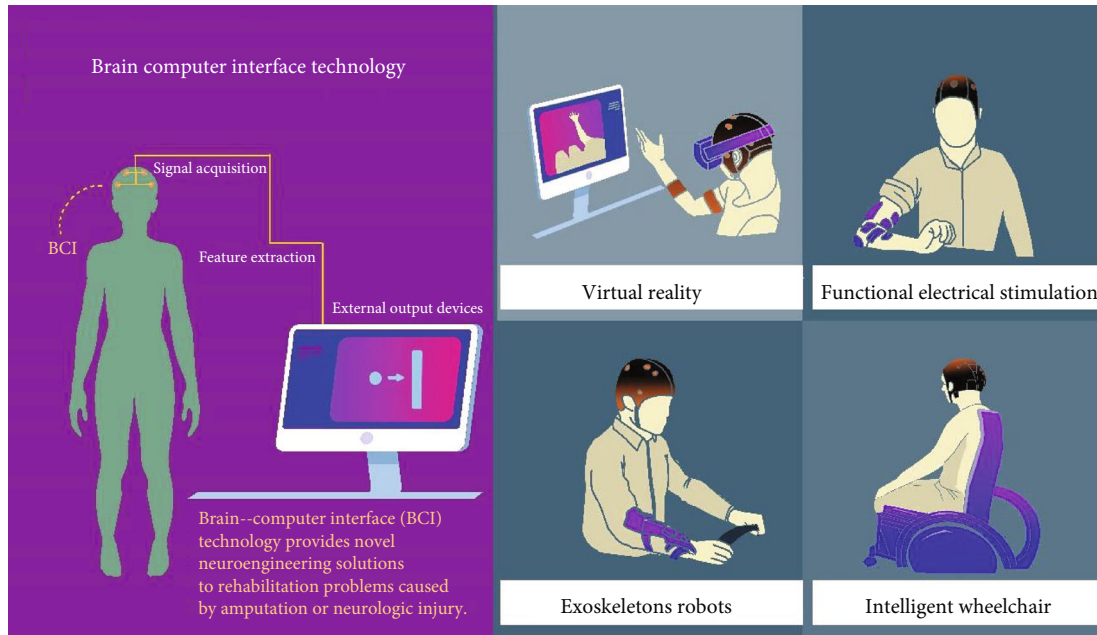 Brain computer interface technology
Signal acquisition
BCI
Feature extraction
External output devices
Brain--computer interface (BCI)
technology provides novel
neuroengineering solutions
to rehabilitation problems caused
by amputation or neurologic injury.
Virtual reality
Functional electrical stimulation
Exoskeletons robots
Intelligent wheelchair